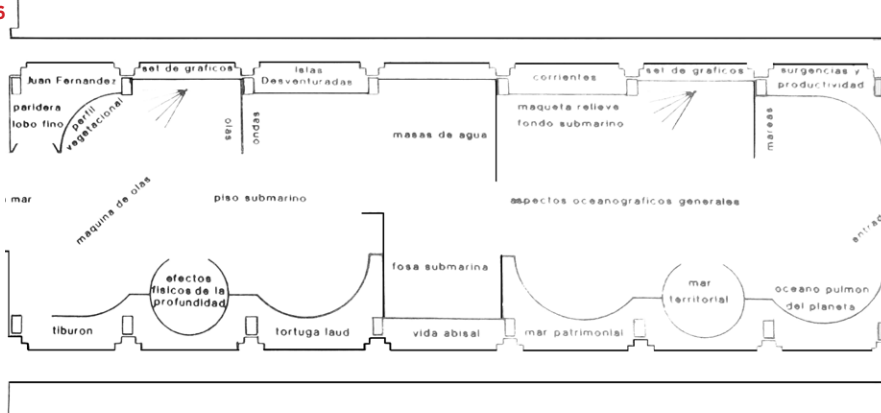 6
Juan Fernandez
set de graficos
islas
Desventuradas
corrientes
set de graficos
surgencias y
productividad
paridera
lobo fino
perfil
vegetacional
olas
ondas
masas de agua
maqueta relieve
fondo submarino
mareas
mar
maquina de olas
piso submarino
aspectos oceanograficos generales
efectos
fisicos de la
profundidad
fosa submarina
mar
territorial
oceano pulmon
del planeta
tiburon
tortuga laud
vida abisal
mar patrimonial